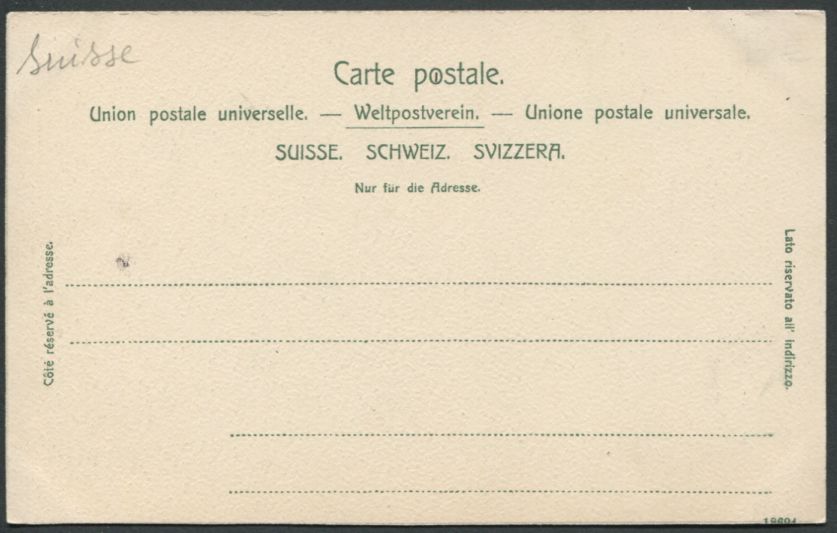 Suisse
Carte postale.
Union postale universelle. — Weltpostverein. — Unione postale universale.
SUISSE. SCHWEIZ. SVIZZERA.
Nur für die Adresse.
Côté réservé à l'adresse.
Lato riservato all' indirizzo.